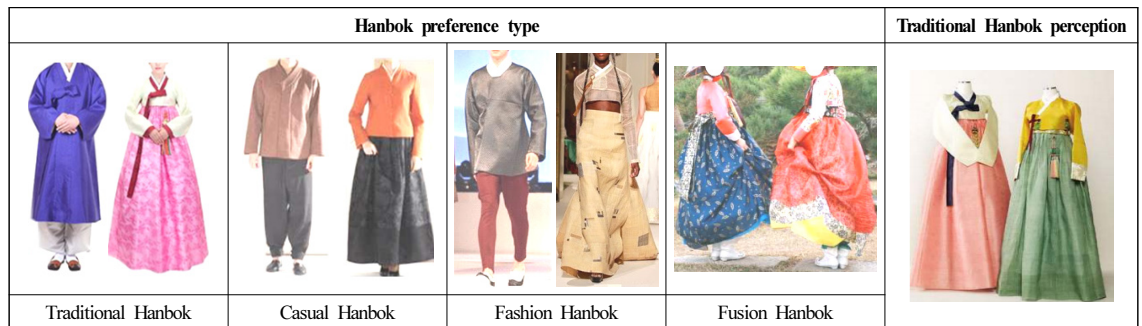 Hanbok preference type
Traditional Hanbok perception
Traditional Hanbok
Casual Hanbok
Fashion Hanbok
Fusion Hanbok